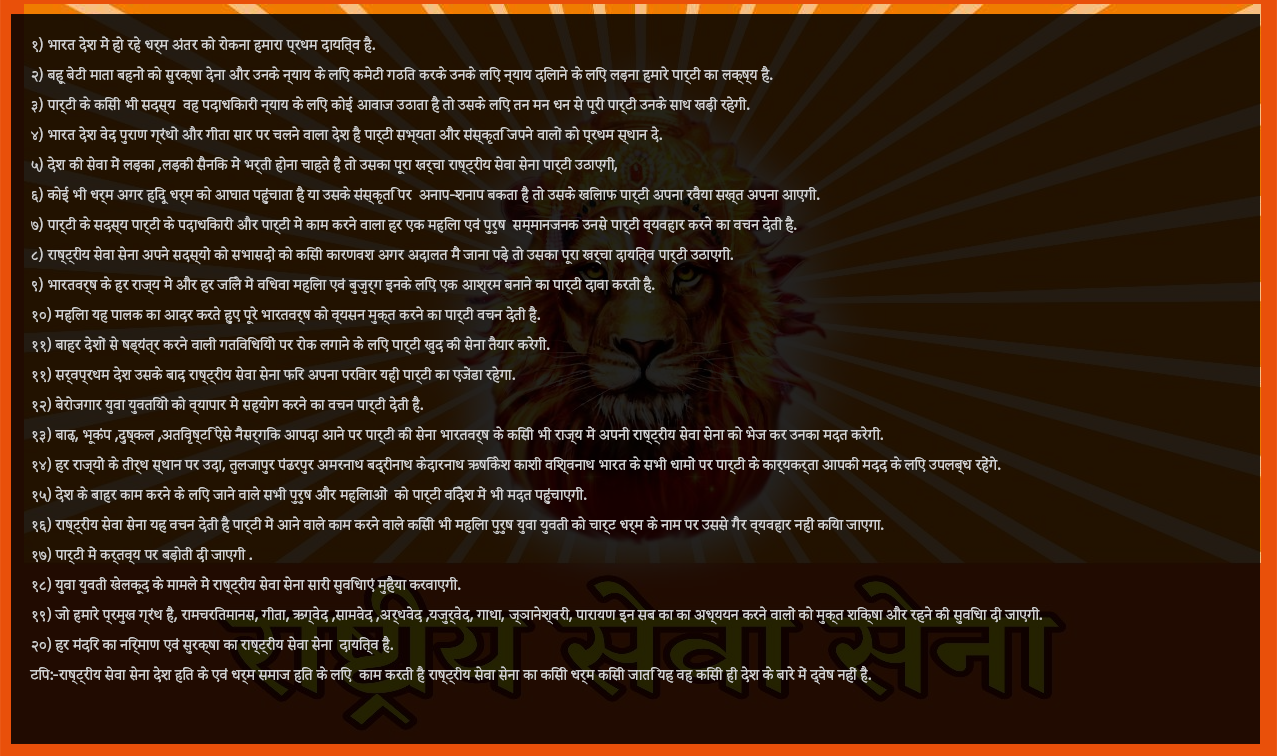 १) भारत देश में हो रहे धर्म अंतर को रोकना हमारा प्रथम दायित्व है.
२) बहू बेटी माता बहनों को सुरक्षा देना और उनके न्याय के लिए कमेटी गठित करके उनके लिए न्याय दिलाने के लिए लड़ना हमारे पार्टी का लक्ष्य है.
३) पार्टी के किसी भी सदस्य वह पदाधिकारी न्याय के लिए कोई आवाज उठाता है तो उसके लिए तन मन धन से पूरी पार्टी उनके साथ खड़ी रहेगी.
४) भारत देश वेद पुराण ग्रंथो और गीता सार पर चलने वाला देश है पार्टी सभ्यता और संस्कृति जपने वालों को प्रथम स्थान दे.
५) देश की सेवा में लड़का ,लड़की सैनिक में भर्ती होना चाहते है तो उसका पूरा खर्चा राष्ट्रीय सेवा सेना पार्टी उठाएगी,
६) कोई भी धर्म अगर हिंदू धर्म को आघात पहुंचाता है या उसके संस्कृति पर अनाप-शनाप बकता है तो उसके खिलाफ पार्टी अपना रवैया सख्त अपना आएगी.
७) पार्टी के सदस्य पार्टी के पदाधिकारी और पार्टी में काम करने वाला हर एक महिला एवं पुरुष सम्मानजनक उनसे पार्टी व्यवहार करने का वचन देती है.
८) राष्ट्रीय सेवा सेना अपने सदस्यों को सभासदों को किसी कारणवश अगर अदालत मै जाना पड़े तो उसका पूरा खर्चा दायित्व पार्टी उठाएगी.
९) भारतवर्ष के हर राज्य में और हर जिले में विधवा महिला एवं बुजुर्ग इनके लिए एक आश्रम बनाने का पार्टी दावा करती है.
१०) महिला यह पालक का आदर करते हुए पूरे भारतवर्ष को व्यसन मुक्त करने का पार्टी वचन देती है.
११) बाहर देशों से षड्यंत्र करने वाली गतिविधियों पर रोक लगाने के लिए पार्टी खुद की सेना तैयार करेगी.
११) सर्वप्रथम देश उसके बाद राष्ट्रीय सेवा सेना फिर अपना परिवार यही पार्टी का एजेंडा रहेगा.
१२) बेरोजगार युवा युवतियों को व्यापार में सहयोग करने का वचन पार्टी देती है.
१३) बाढ़, भूकंप ,दुष्कल ,अतिवृष्टि ऐसे नैसर्गिक आपदा आने पर पार्टी की सेना भारतवर्ष के किसी भी राज्य में अपनी राष्ट्रीय सेवा सेना को भेज कर उनका मदत करेगी.
१४) हर राज्यों के तीर्थ स्थान पर उदा, तुलजापुर पंढरपुर अमरनाथ बद्रीनाथ केदारनाथ ऋषिकेश काशी विश्वनाथ भारत के सभी धामों पर पार्टी के कार्यकर्ता आपकी मदद के लिए उपलब्ध रहेंगे.
१५) देश के बाहर काम करने के लिए जाने वाले सभी पुरुष और महिलाओं को पार्टी विदेश में भी मदत पहुंचाएगी.
१६) राष्ट्रीय सेवा सेना यह वचन देती है पार्टी में आने वाले काम करने वाले किसी भी महिला पुरुष युवा युवती को चार्ट धर्म के नाम पर उससे गैर व्यवहार नहीं किया जाएगा.
१७) पार्टी में कर्तव्य पर बड़ोती दी जाएगी .
१८) युवा युवती खेलकूद के मामले मे राष्ट्रीय सेवा सेना सारी सुविधाएं मुहैया करवाएगी.
१९) जो हमारे प्रमुख ग्रंथ है, रामचरितमानस, गीता, ऋग्वेद ,सामवेद ,अर्थवेद ,यजुर्वेद, गाथा, ज्ञानेश्वरी, पारायण इन सब का का अध्ययन करने वालों को मुक्त शिक्षा और रहने की सुविधा दी जाएगी.
२०) हर मंदिर का निर्माण एवं सुरक्षा का राष्ट्रीय सेवा सेना दायित्व है.
टिप:-राष्ट्रीय सेवा सेना देश हित के एवं धर्म समाज हित के लिए काम करती है राष्ट्रीय सेवा सेना का किसी धर्म किसी जाति यह वह किसी ही देश के बारे में द्वेष नहीं है.
राष्ट्रीय सेवा सेना